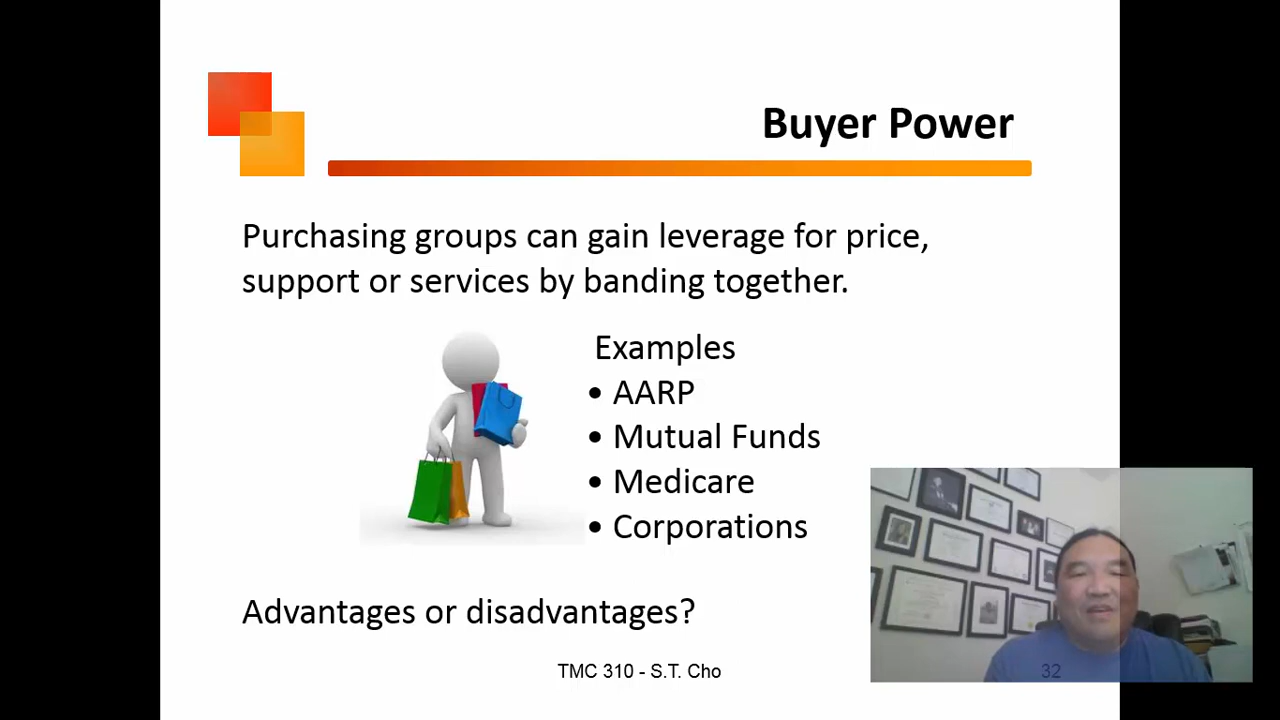 Buyer Power
Purchasing groups can gain leverage for price,
support or services by banding together.
Examples
• AARP
• Mutual Funds
• Medicare
• Corporations
Advantages or disadvantages?
TMC 310 - S.T. Cho
32